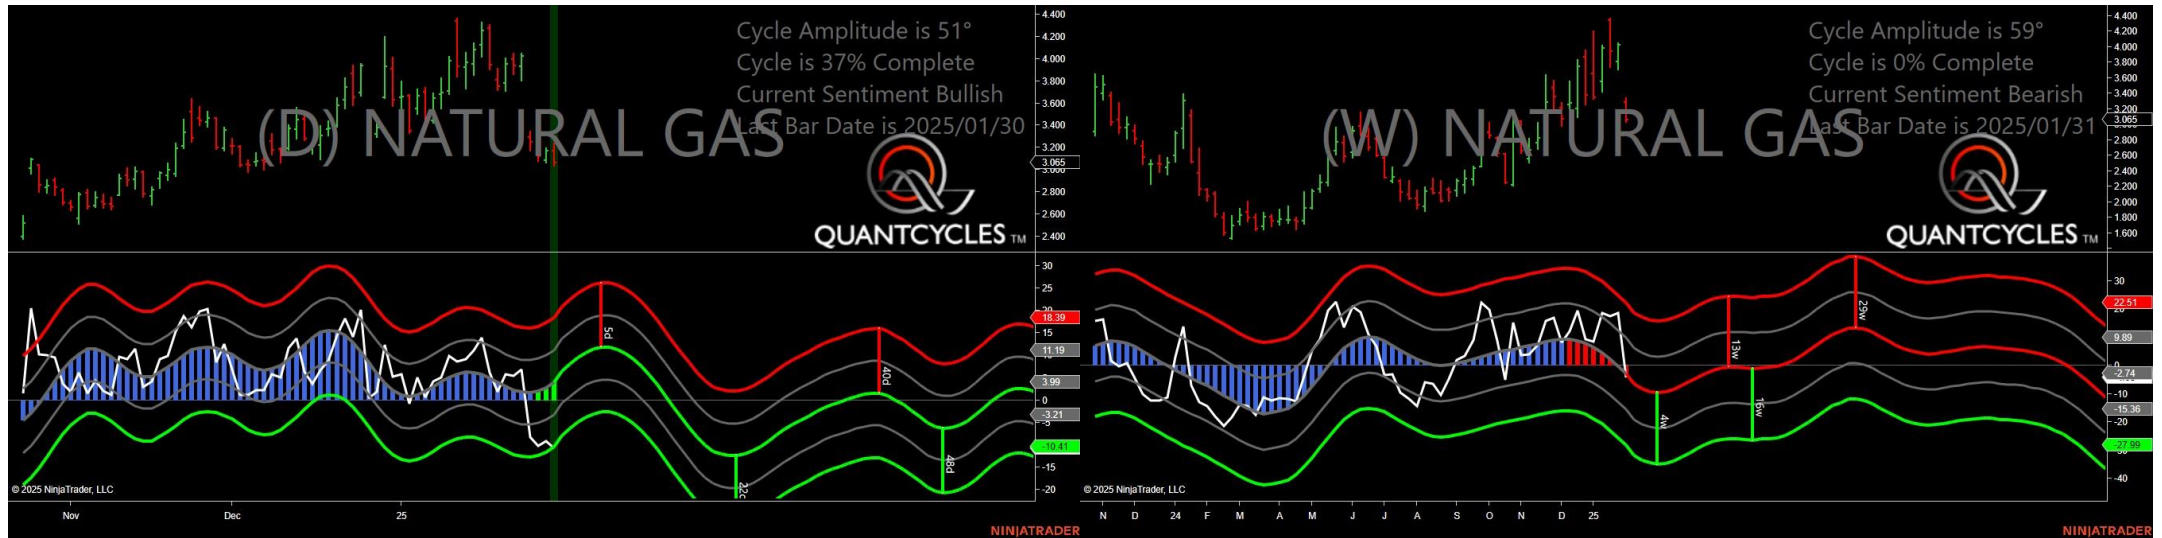 Cycle Amplitude is 51°
Cycle is 37% Complete
Current Sentiment Bullish
Last Bar Date is 2025/01/30
(D) NATURAL GAS
QUANTCYCLES TM
4.400
4.200
4.000
3.800
3.600
3.400
3.200
3.065
3.000
2.800
2.600
2.400
30
25
18.39
15
11.19
3.99
0
-3.21
-5
-10.41
-15
-20
5d
22d
40d
48d
© 2025 NinjaTrader, LLC
Nov Dec 25
NINJATRADER
Cycle Amplitude is 59°
Cycle is 0% Complete
Current Sentiment Bearish
Last Bar Date is 2025/01/31
(W) NATURAL GAS
QUANTCYCLES TM
4.400
4.200
4.000
3.800
3.600
3.400
3.200
3.065
2.800
2.600
2.400
2.200
2.000
1.800
1.600
30
22.51
20
9.89
0
-2.74
-10
-15.36
-20
-27.99
-40
4w
13w
16w
29w
© 2025 NinjaTrader, LLC
N D 24 F M A M J J A S O N D 25
NINJATRADER